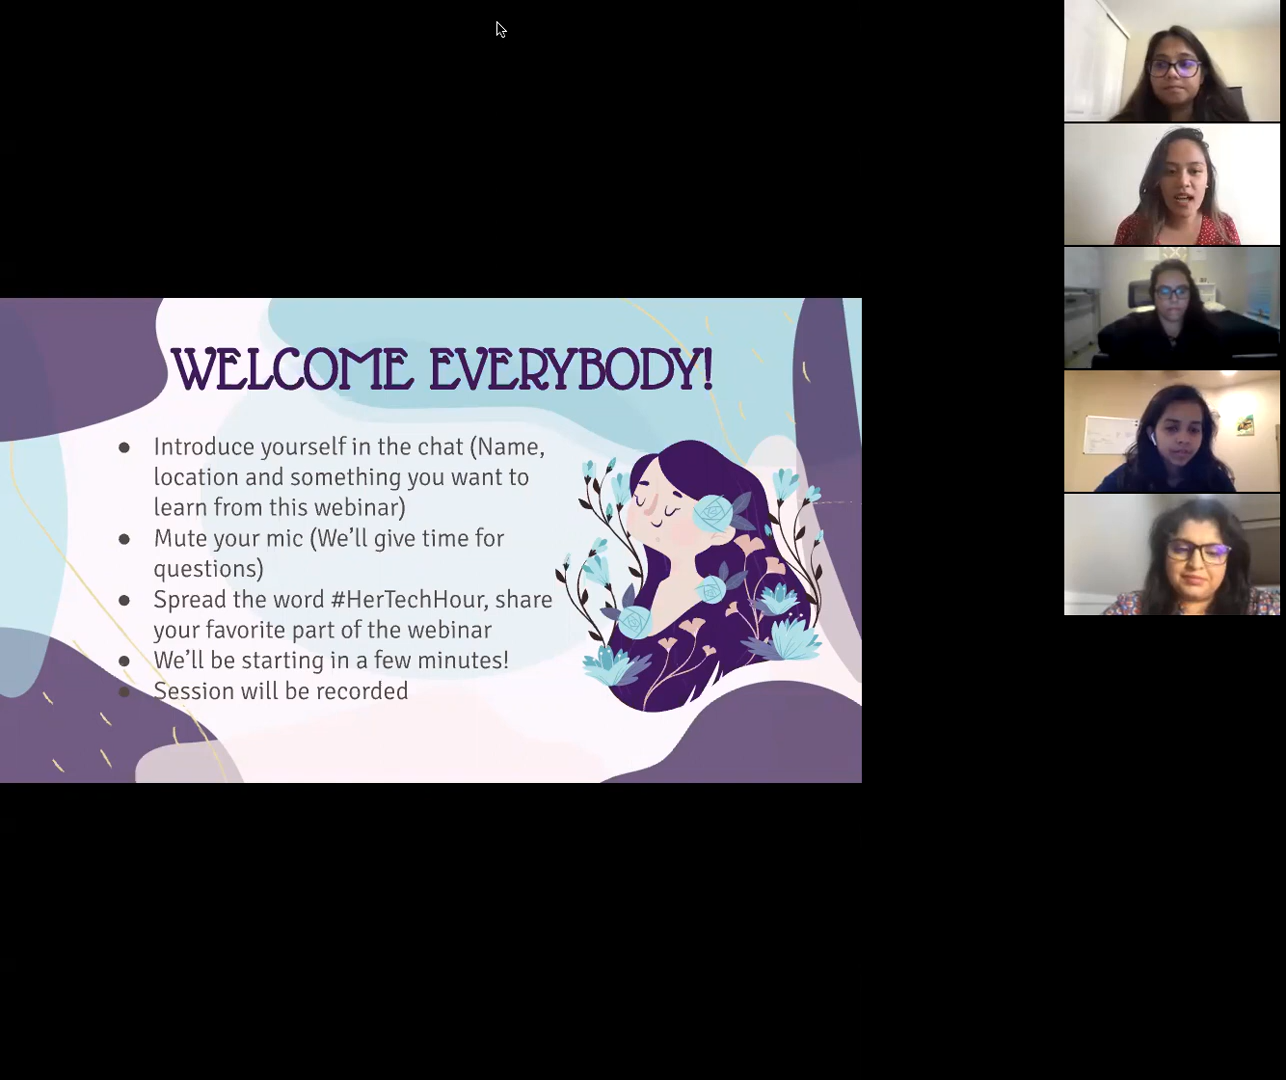 WELCOME EVERYBODY!
● Introduce yourself in the chat (Name,
location and something you want to
learn from this webinar)
● Mute your mic (We'll give time for
questions)
● Spread the word #HerTechHour, share
your favorite part of the webinar
● We'll be starting in a few minutes!
● Session will be recorded